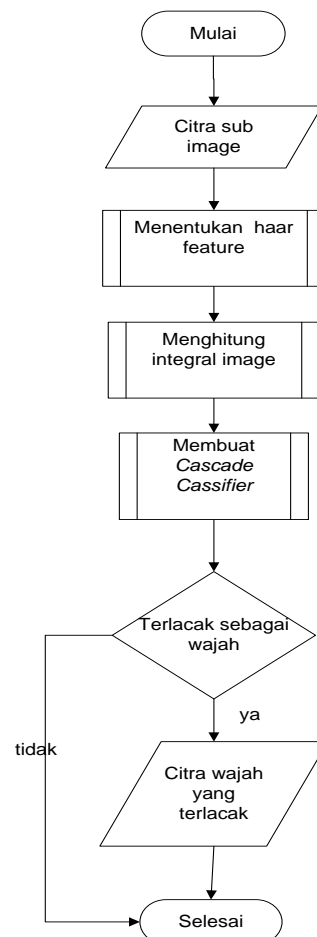 Mulai
Citra sub
image
Menentukan haar
feature
Menghitung
integral image
Membuat
Cascade
Cassifier
Terlacak sebagai
wajah
ya
tidak
Citra wajah
yang
terlacak
Selesai